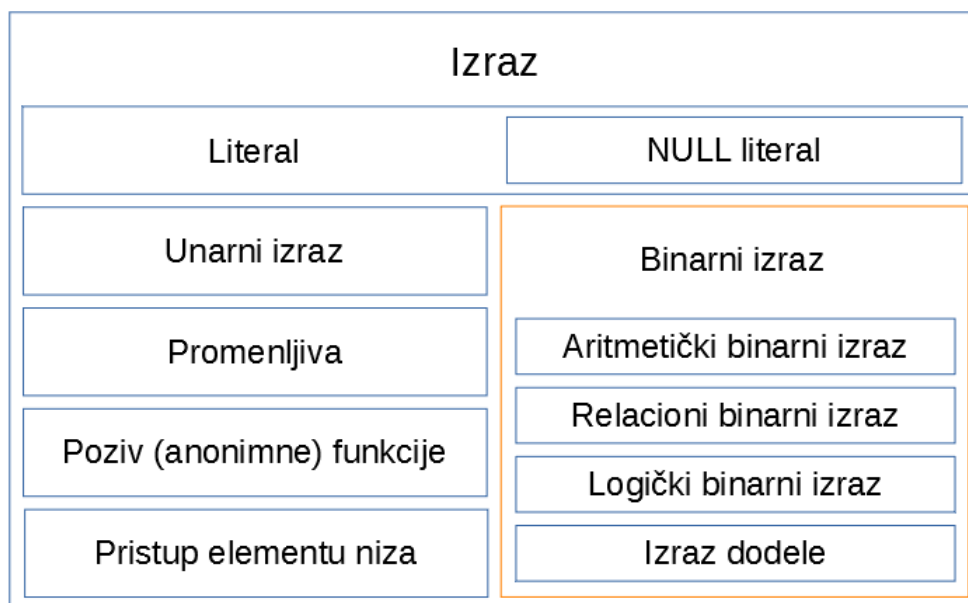 Izraz
Literal
NULL literal
Unarni izraz
Promenljiva
Poziv (anonimne) funkcije
Pristup elementu niza
Binarni izraz
Aritmetički binarni izraz
Relacioni binarni izraz
Logički binarni izraz
Izraz dodele